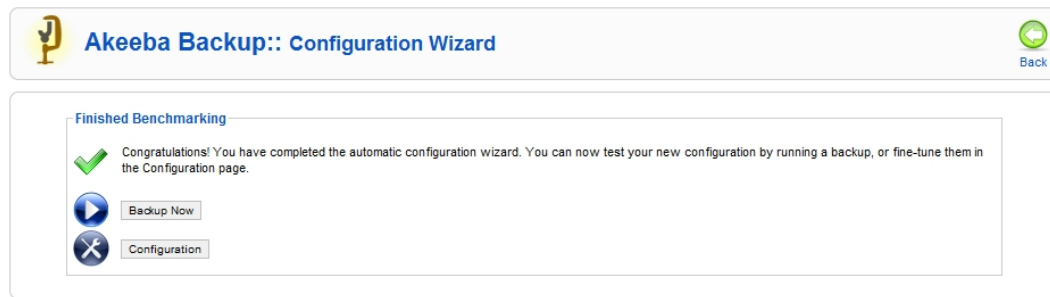 Akeeba Backup:: Configuration Wizard
Back
Finished Benchmarking
Congratulations! You have completed the automatic configuration wizard. You can now test your new configuration by running a backup, or fine-tune them in
the Configuration page.
Backup Now
Configuration